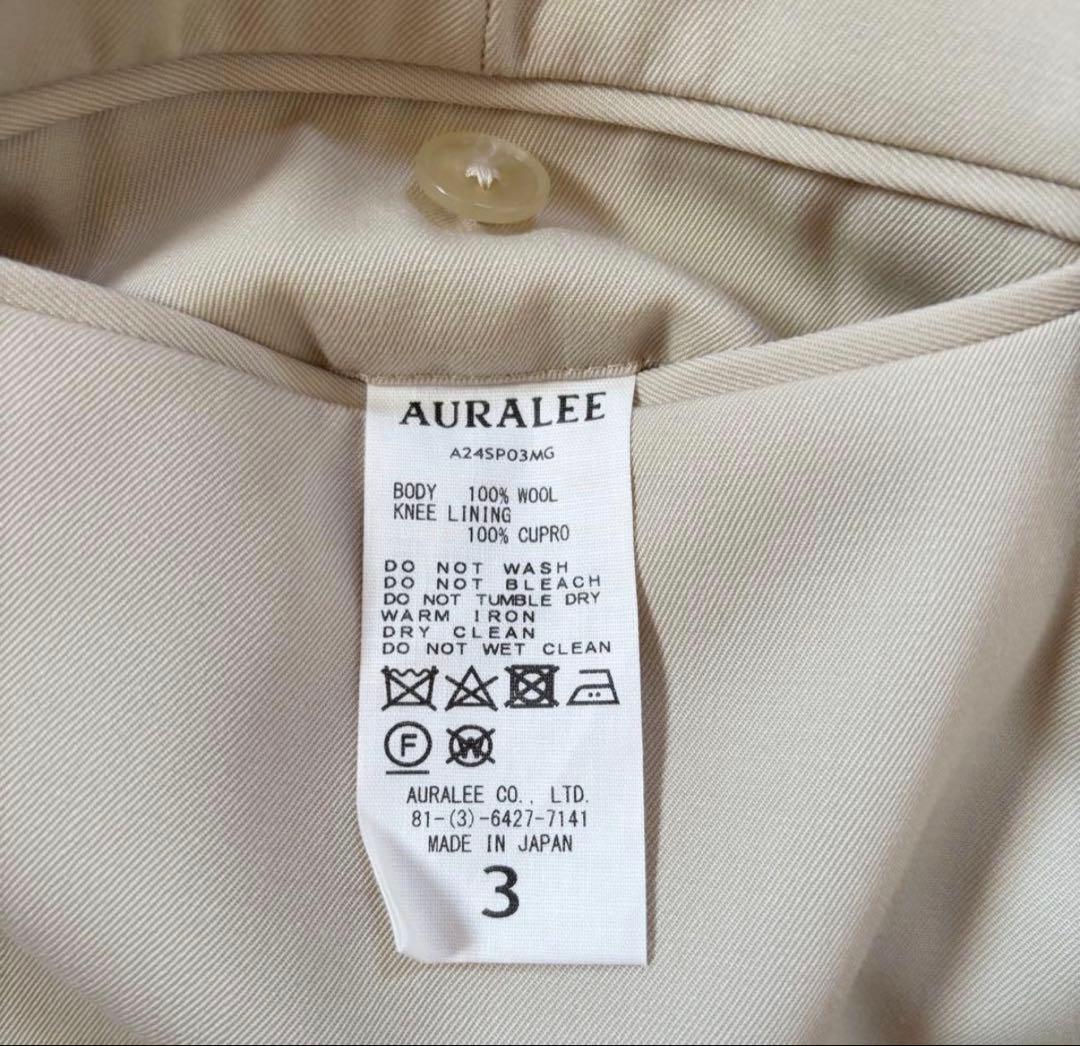 AURALEE
A24SP03MG
BODY 100% WOOL
KNEE LINING
100% CUPRO
DO NOT WASH
DO NOT BLEACH
DO NOT TUMBLE DRY
WARM IRON
DRY CLEAN
DO NOT WET CLEAN
F W
AURALEE CO., LTD.
81-(3)-6427-7141
MADE IN JAPAN
3